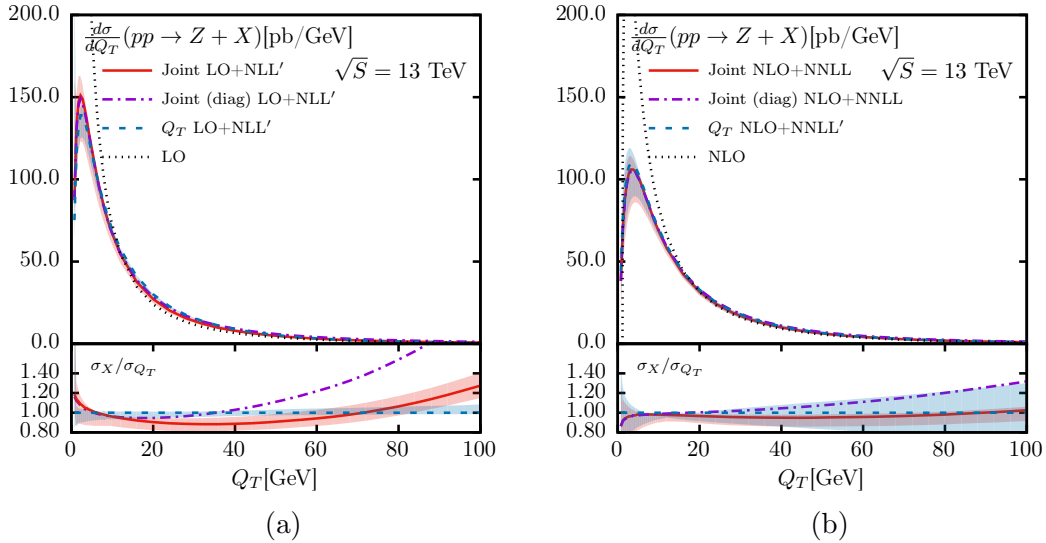 200.0
150.0
100.0
50.0
0.0
dσ/dQ_T (pp → Z + X)[pb/GeV]
Joint LO+NLL′
√S = 13 TeV
Joint (diag) LO+NLL′
Q_T LO+NLL′
LO
σ_X/σ_{Q_T}
1.40
1.20
1.00
0.80
0 20 40 60 80 100
Q_T[GeV]
(a)
200.0
150.0
100.0
50.0
0.0
dσ/dQ_T (pp → Z + X)[pb/GeV]
Joint NLO+NNLL
√S = 13 TeV
Joint (diag) NLO+NNLL
Q_T NLO+NNLL′
NLO
σ_X/σ_{Q_T}
1.40
1.20
1.00
0.80
0 20 40 60 80 100
Q_T[GeV]
(b)